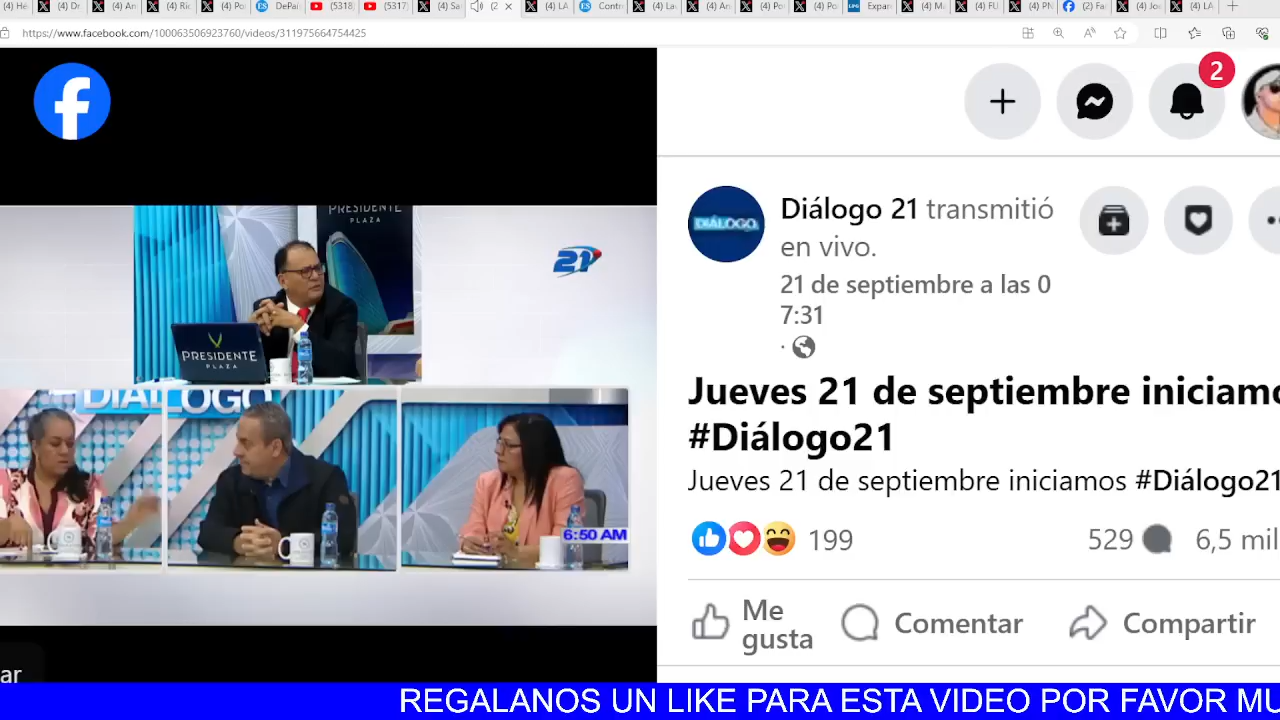 https://www.facebook.com/100063506923760/videos/311975664754425
2
Diálogo 21 transmitió
en vivo.
21 de septiembre a las 0
7:31
DIÁLOGO
PRESIDENTE
PLAZA
21
PRESIDENTE
PLAZA
DIALOGO
6:50 AM
Jueves 21 de septiembre iniciamo
#Diálogo21
Jueves 21 de septiembre iniciamos #Diálogo21
199
529
6,5 mil
Me gusta
Comentar
Compartir
ar
REGALANOS UN LIKE PARA ESTA VIDEO POR FAVOR MU